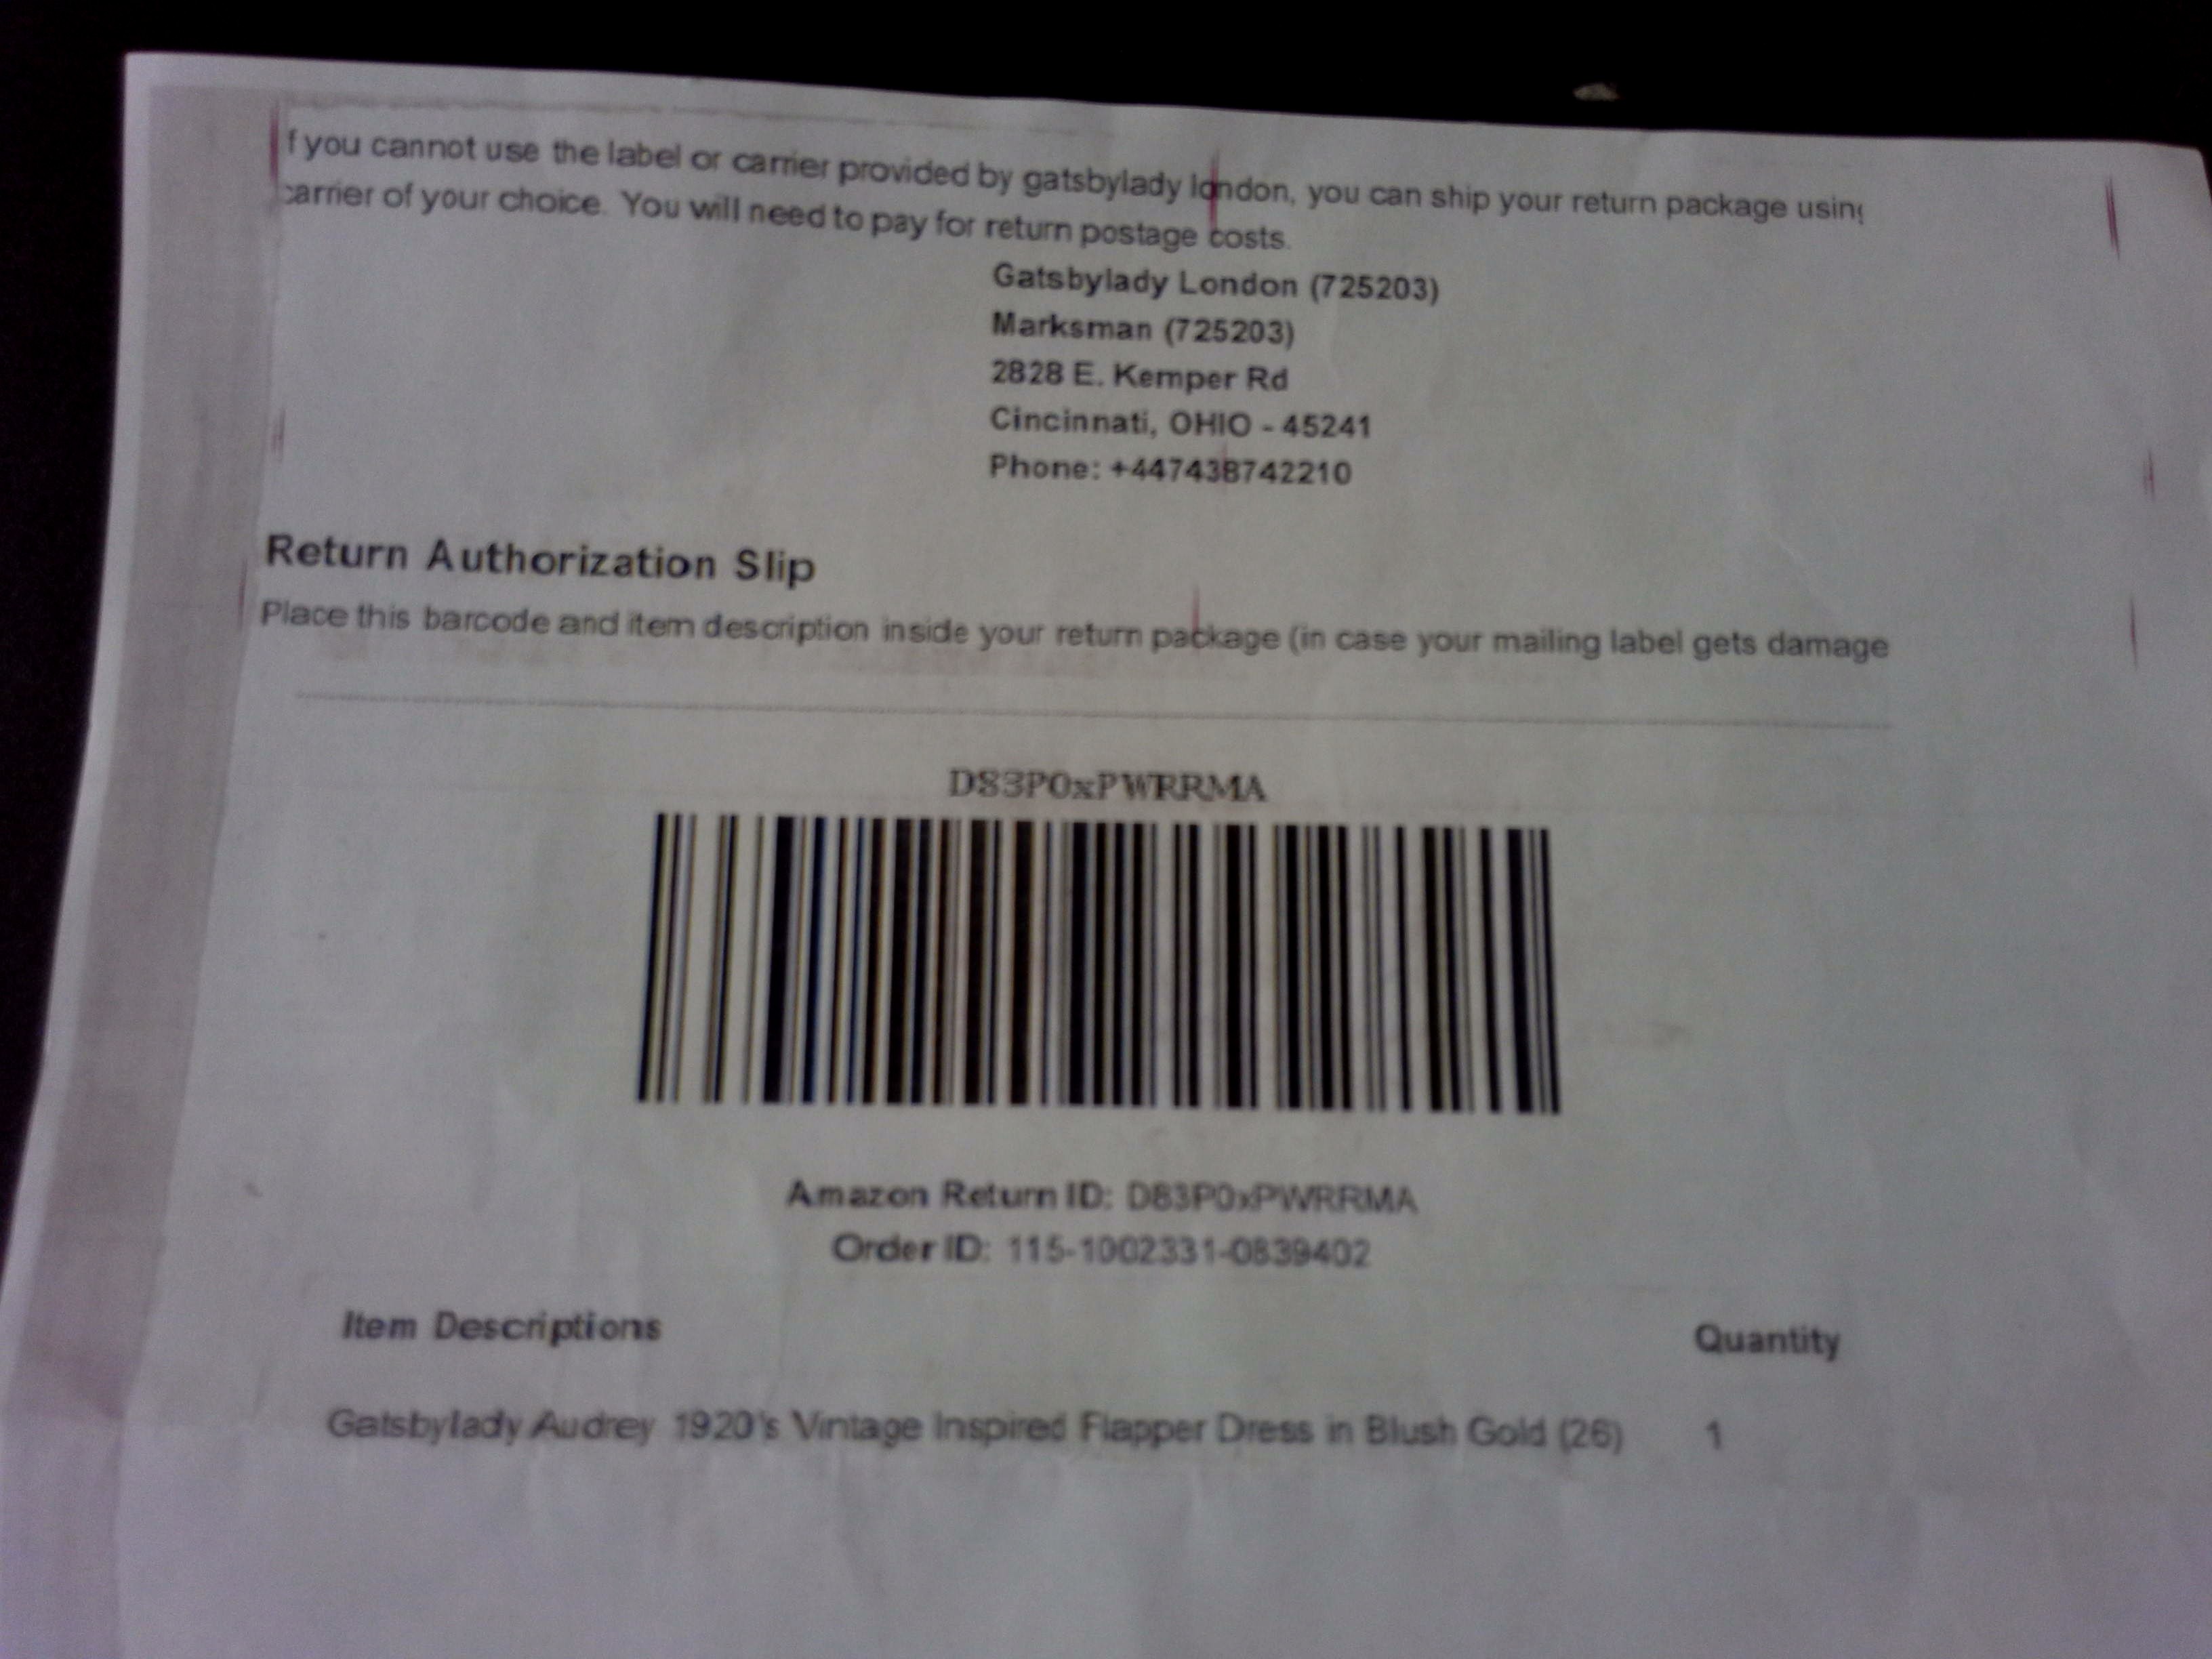 f you cannot use the label or carrier provided by gatsbylady london, you can ship your return package using
carrier of your choice. You will need to pay for return postage costs.
Gatsbylady London (725203)
Marksman (725203)
2828 E. Kemper Rd
Cincinnati, OHIO - 45241
Phone: +447438742210
Return Authorization Slip
Place this barcode and item description inside your return package (in case your mailing label gets damage
D83P0xPWRRMA
Amazon Return ID: D83P0xPWRRMA
Order ID: 115-1002331-0839402
Item Descriptions Quantity
Gatsbylady Audrey 1920's Vintage Inspired Flapper Dress in Blush Gold (26) 1